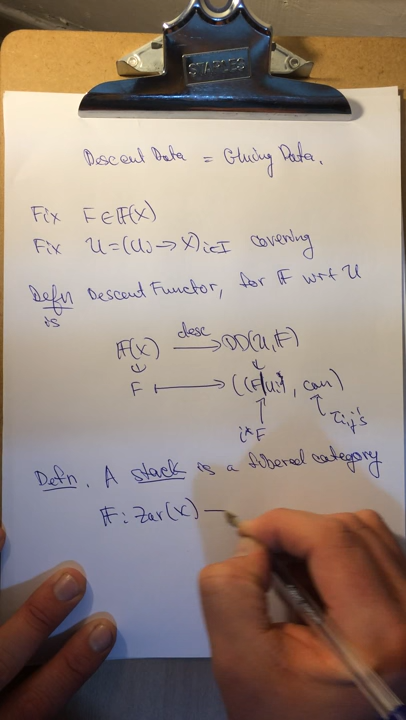 STAPLES
Descent Data = Gluing Data.
Fix F ∈ 𝔽(X)
Fix U = (Ui → X)i∈I covering
Defn Descent Functor, for 𝔽 wrt U
is
𝔽(X) desc→ DD(U, 𝔽)
F ↦ ((F|Ui), can)
i*F τi,j's
Defn. A stack is a fibered category
𝔽: Zar(X) —